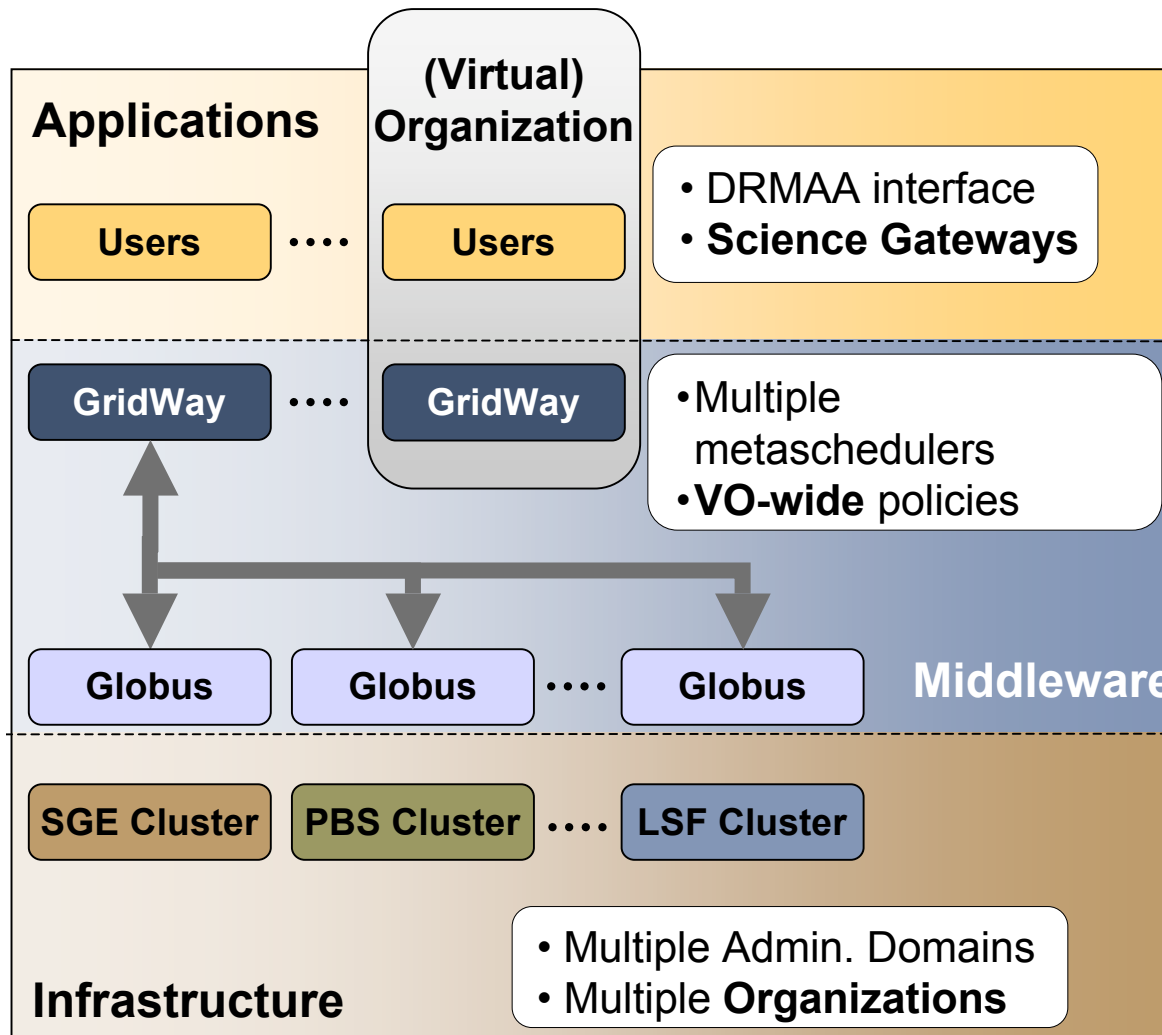 (Virtual)
Organization
Applications
• DRMAA interface
• Science Gateways
Users •••• Users
GridWay •••• GridWay
•Multiple
metaschedulers
•VO-wide policies
Globus Globus •••• Globus
Middleware
SGE Cluster PBS Cluster •••• LSF Cluster
• Multiple Admin. Domains
• Multiple Organizations
Infrastructure